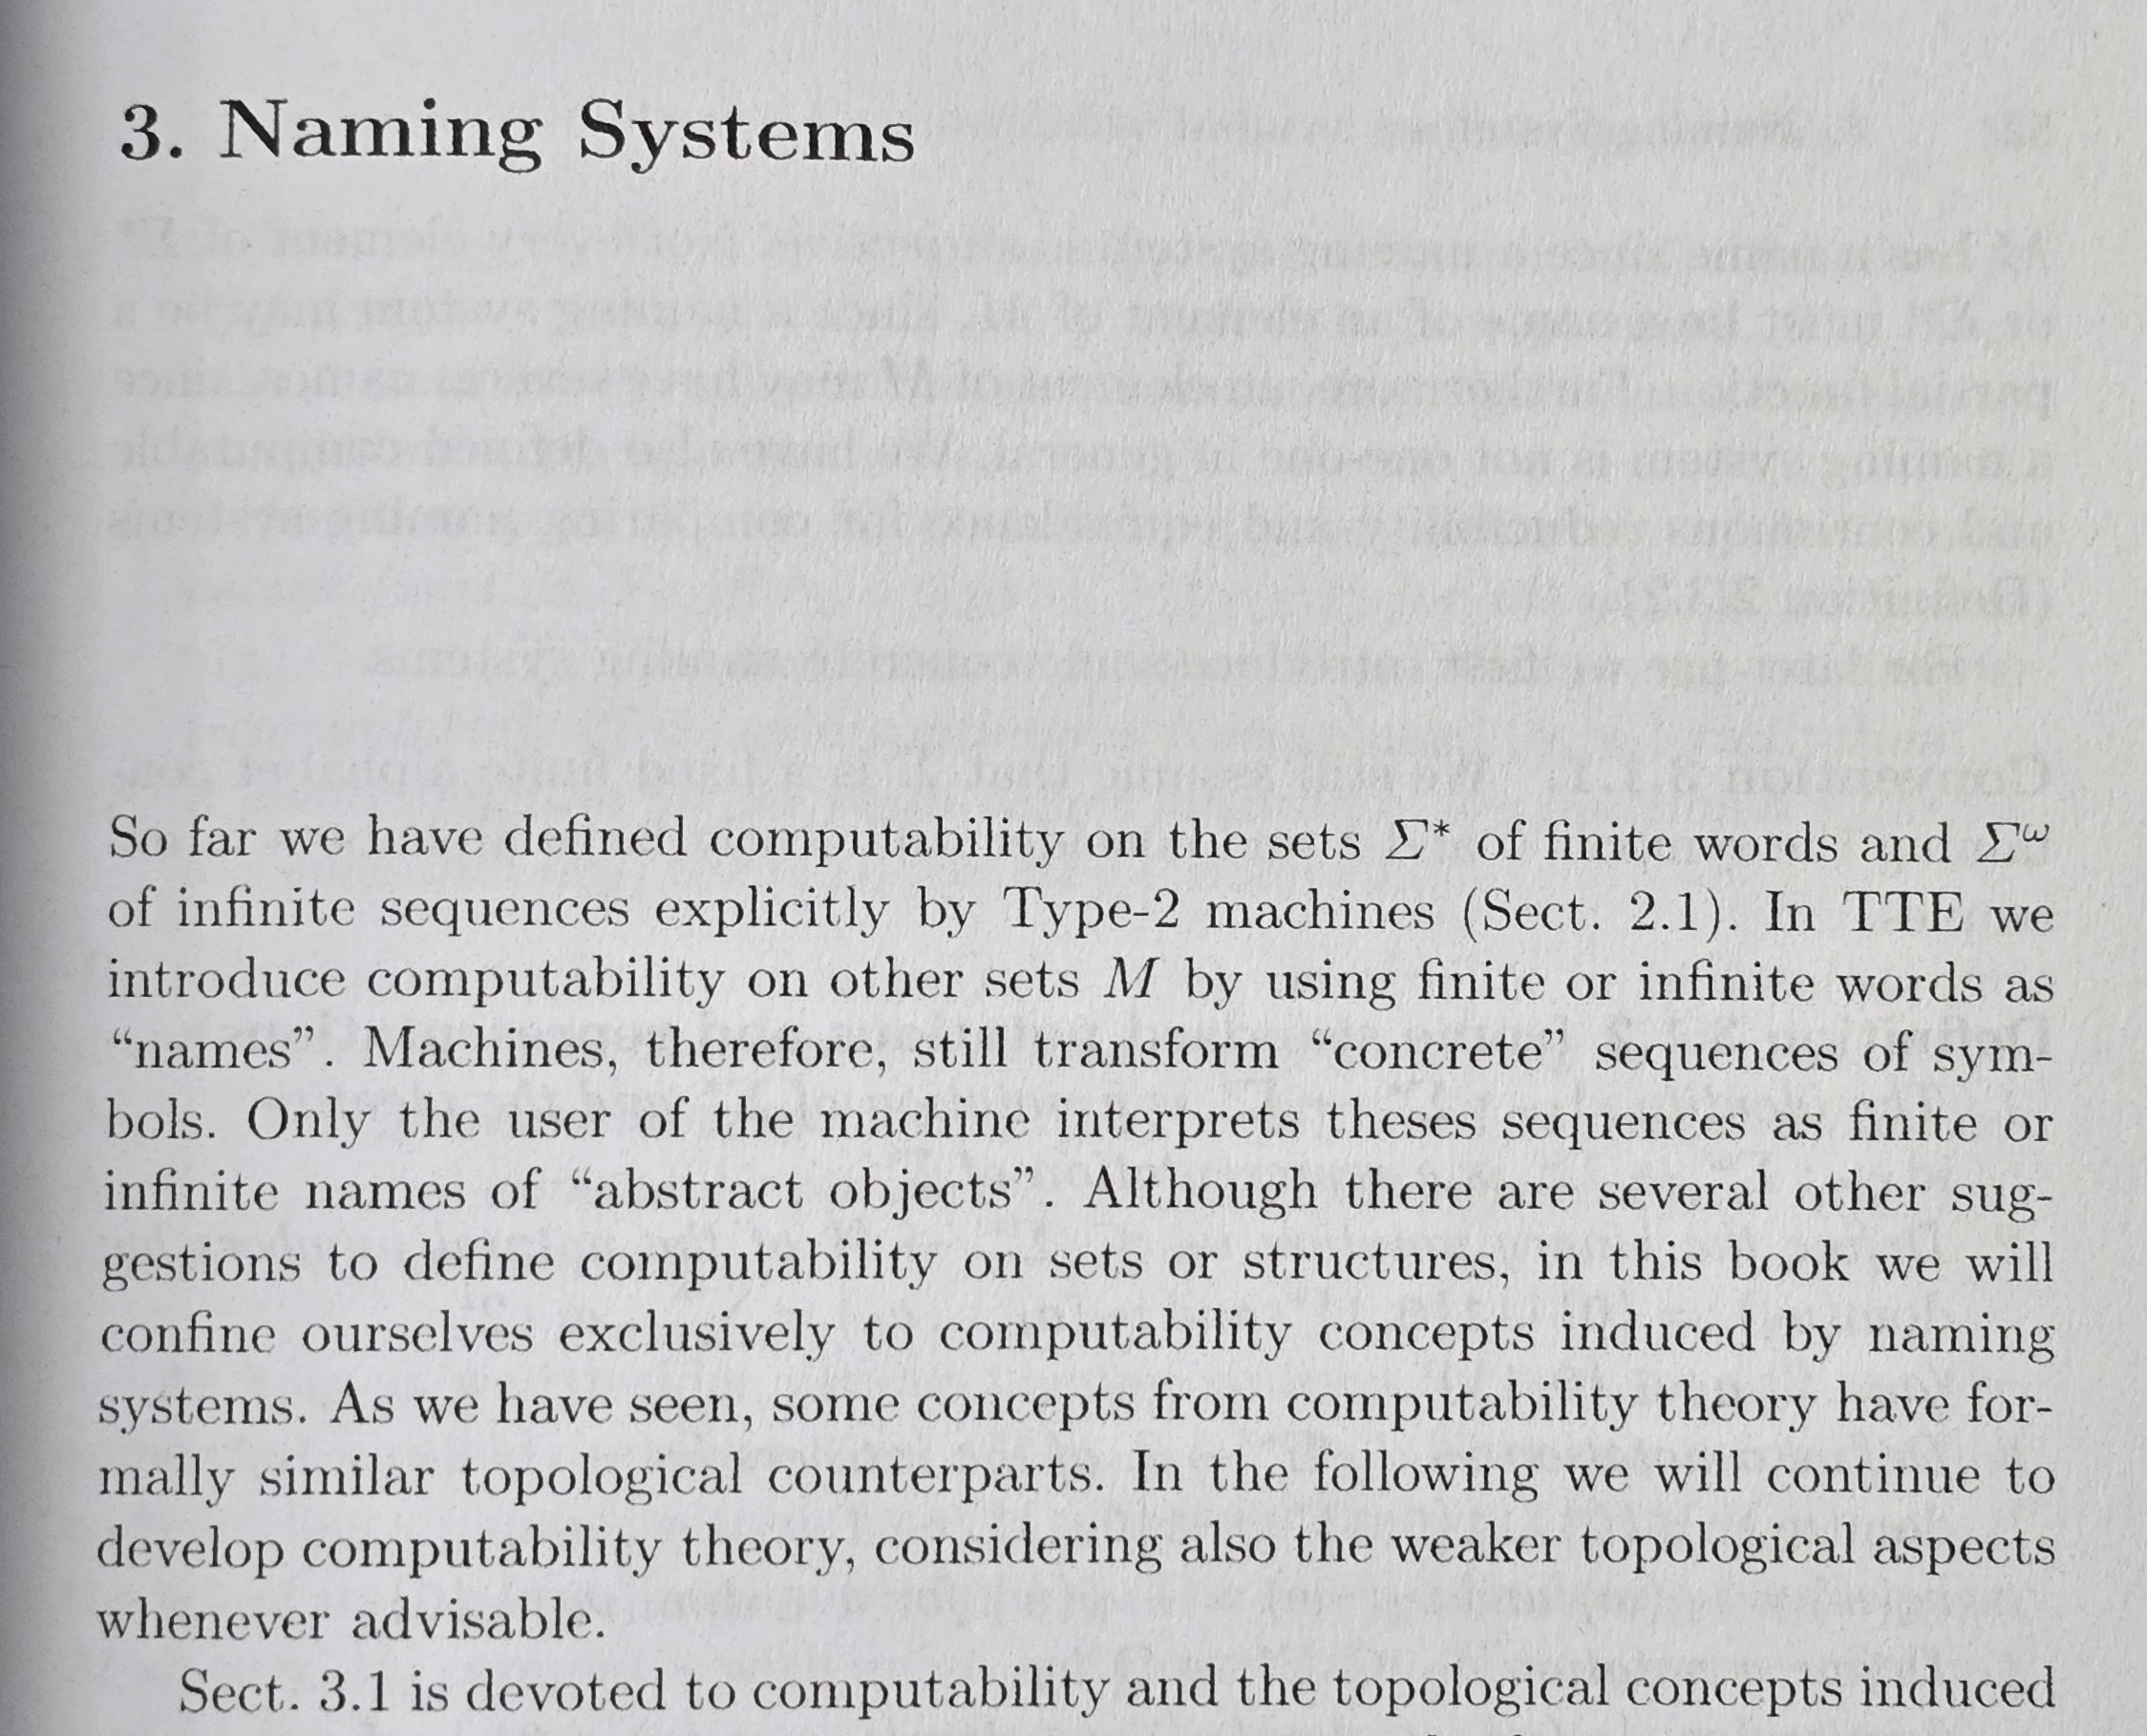 3. Naming Systems
So far we have defined computability on the sets Σ* of finite words and Σ^ω
of infinite sequences explicitly by Type-2 machines (Sect. 2.1). In TTE we
introduce computability on other sets M by using finite or infinite words as
“names”. Machines, therefore, still transform “concrete” sequences of sym-
bols. Only the user of the machine interprets theses sequences as finite or
infinite names of “abstract objects”. Although there are several other sug-
gestions to define computability on sets or structures, in this book we will
confine ourselves exclusively to computability concepts induced by naming
systems. As we have seen, some concepts from computability theory have for-
mally similar topological counterparts. In the following we will continue to
develop computability theory, considering also the weaker topological aspects
whenever advisable.
Sect. 3.1 is devoted to computability and the topological concepts induced